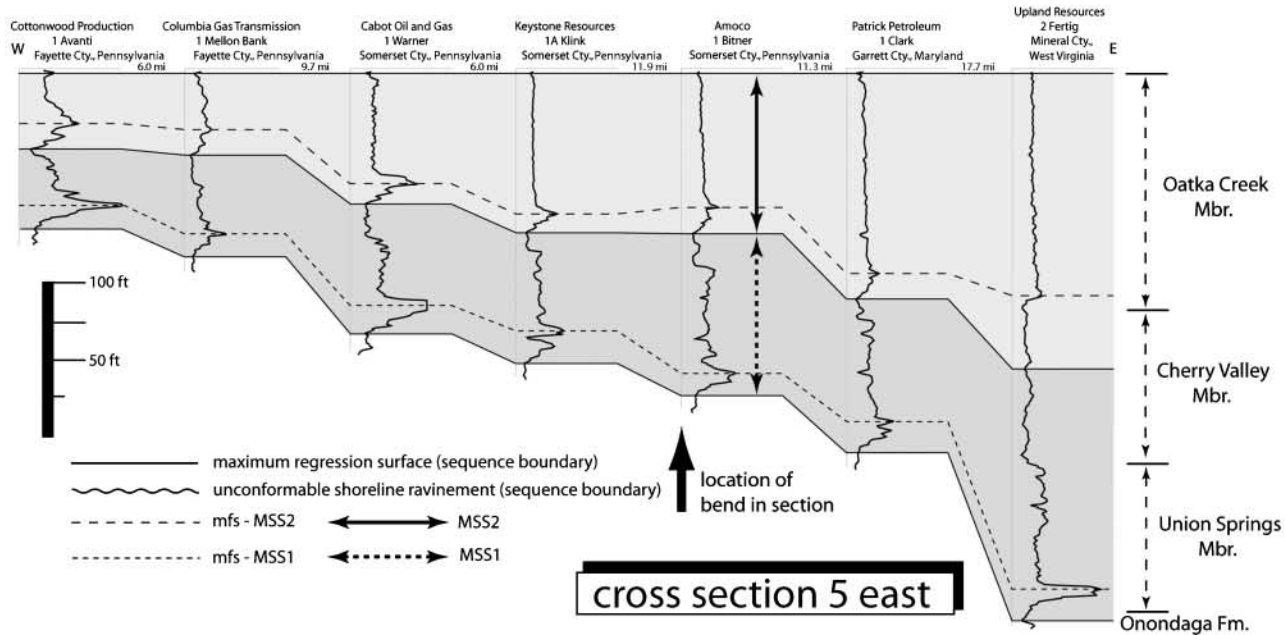 Cottonwood Production
1 Avanti
Fayette Cty., Pennsylvania
Columbia Gas Transmission
1 Mellon Bank
Fayette Cty., Pennsylvania
Cabot Oil and Gas
1 Warner
Somerset Cty., Pennsylvania
Keystone Resources
1A Klink
Somerset Cty., Pennsylvania
Amoco
1 Bitner
Somerset Cty., Pennsylvania
Patrick Petroleum
1 Clark
Garrett Cty., Maryland
Upland Resources
2 Fertig
Mineral Cty.,
West Virginia
W
E
6.0 mi
9.7 mi
6.0 mi
11.9 mi
11.3 mi
17.7 mi
Oatka Creek
Mbr.
Cherry Valley
Mbr.
Union Springs
Mbr.
Onondaga Fm.
100 ft
50 ft
maximum regression surface (sequence boundary)
unconformable shoreline ravinement (sequence boundary)
mfs - MSS2
MSS2
mfs - MSS1
MSS1
location of
bend in section
cross section 5 east